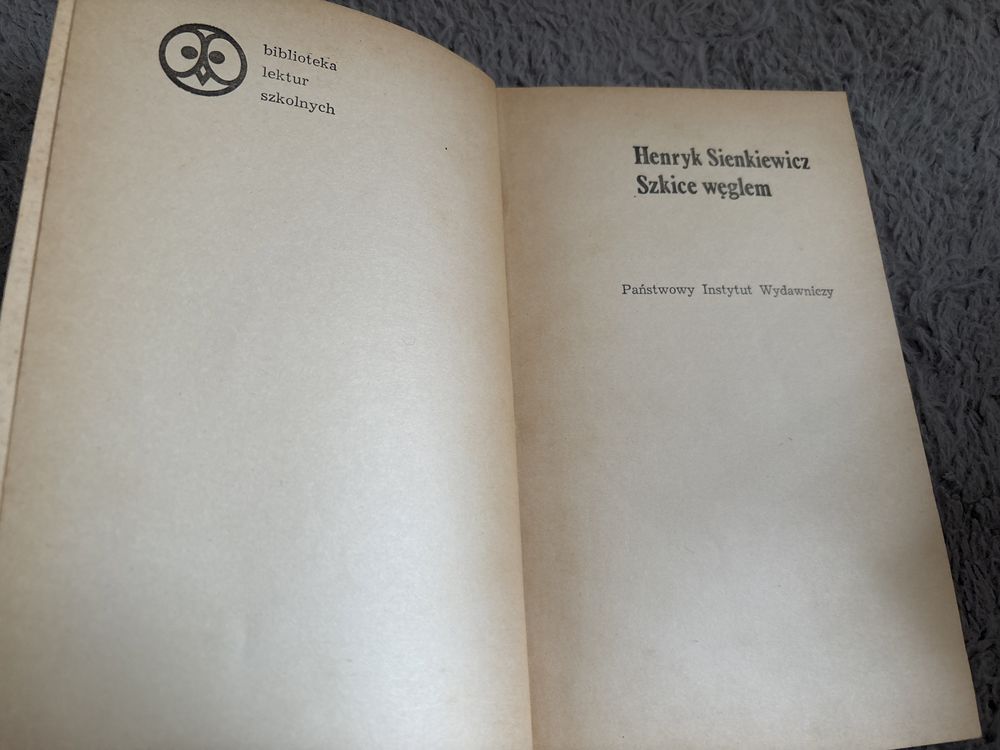 biblioteka
lektur
szkolnych
Henryk Sienkiewicz
Szkice węglem
Państwowy Instytut Wydawniczy